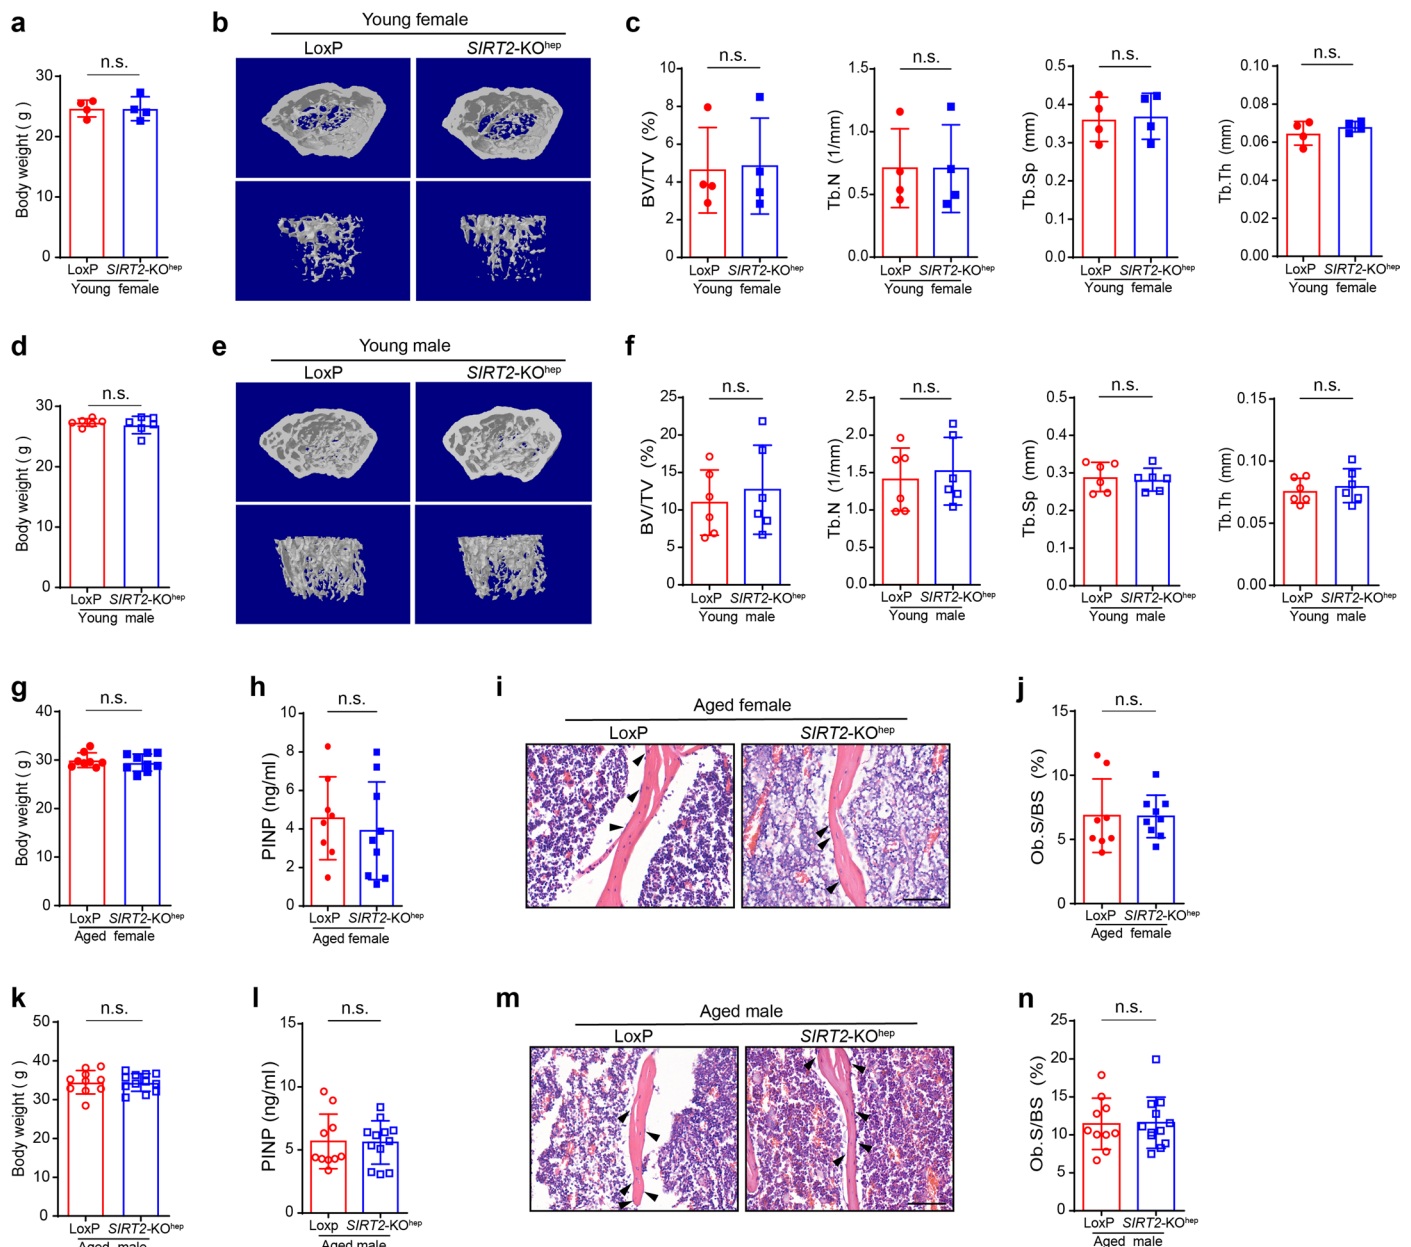 a
n.s.
Body weight ( g )
30
20
10
0
LoxP SIRT2-KOhep
Young female
b
Young female
LoxP SIRT2-KOhep
c
n.s.
BV/TV (%)
10
8
6
4
2
0
LoxP SIRT2-KOhep
Young female
n.s.
Tb.N (1/mm)
1.5
1.0
0.5
0.0
LoxP SIRT2-KOhep
Young female
n.s.
Tb.Sp (mm)
0.5
0.4
0.3
0.2
0.1
0.0
LoxP SIRT2-KOhep
Young female
n.s.
Tb.Th (mm)
0.10
0.08
0.06
0.04
0.02
0.00
LoxP SIRT2-KOhep
Young female
d
n.s.
Body weight ( g )
30
20
10
0
LoxP SIRT2-KOhep
Young male
e
Young male
LoxP SIRT2-KOhep
f
n.s.
BV/TV (%)
25
20
15
10
5
0
LoxP SIRT2-KOhep
Young male
n.s.
Tb.N (1/mm)
2.5
2.0
1.5
1.0
0.5
0.0
LoxP SIRT2-KOhep
Young male
n.s.
Tb.Sp (mm)
0.5
0.4
0.3
0.2
0.1
0.0
LoxP SIRT2-KOhep
Young male
n.s.
Tb.Th (mm)
0.15
0.10
0.05
0.00
LoxP SIRT2-KOhep
Young male
g
n.s.
Body weight ( g )
40
30
20
10
0
LoxP SIRT2-KOhep
Aged female
h
n.s.
PINP (ng/ml)
10
8
6
4
2
0
LoxP SIRT2-KOhep
Aged female
i
Aged female
LoxP SIRT2-KOhep
j
n.s.
Ob.S/BS (%)
15
10
5
0
LoxP SIRT2-KOhep
Aged female
k
n.s.
Body weight ( g )
50
40
30
20
10
0
LoxP SIRT2-KOhep
Aged male
l
n.s.
PINP (ng/ml)
15
10
5
0
Loxp SIRT2-KOhep
Aged male
m
Aged male
LoxP SIRT2-KOhep
n
n.s.
Ob.S/BS (%)
25
20
15
10
5
0
LoxP SIRT2-KOhep
Aged male